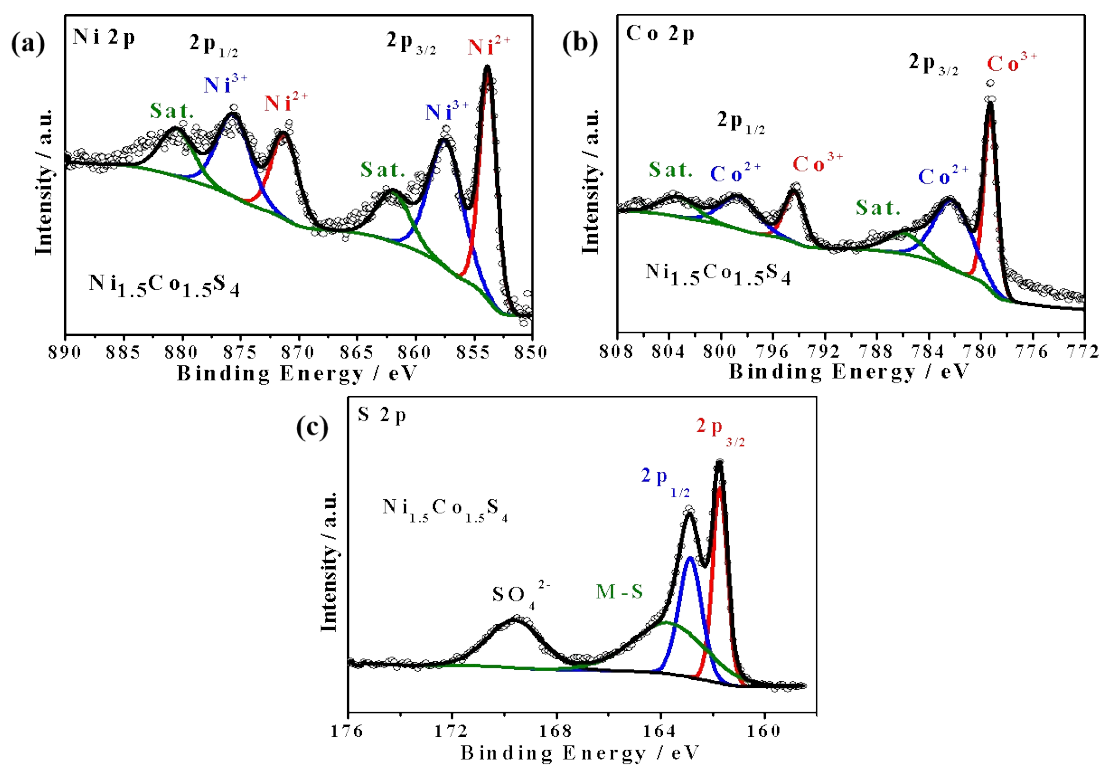 (a)
Ni 2p
2p1/2
2p3/2
Ni2+
Ni3+
Sat.
Ni2+
Ni3+
Sat.
Ni1.5Co1.5S4
Intensity / a.u.
890 885 880 875 870 865 860 855 850
Binding Energy / eV
(b)
Co 2p
Co3+
2p3/2
2p1/2
Sat.
Co2+
Co3+
Co2+
Sat.
Ni1.5Co1.5S4
Intensity / a.u.
808 804 800 796 792 788 784 780 776 772
Binding Energy / eV
(c)
S 2p
2p3/2
2p1/2
Ni1.5Co1.5S4
SO42-
M-S
Intensity / a.u.
176 172 168 164 160
Binding Energy / eV